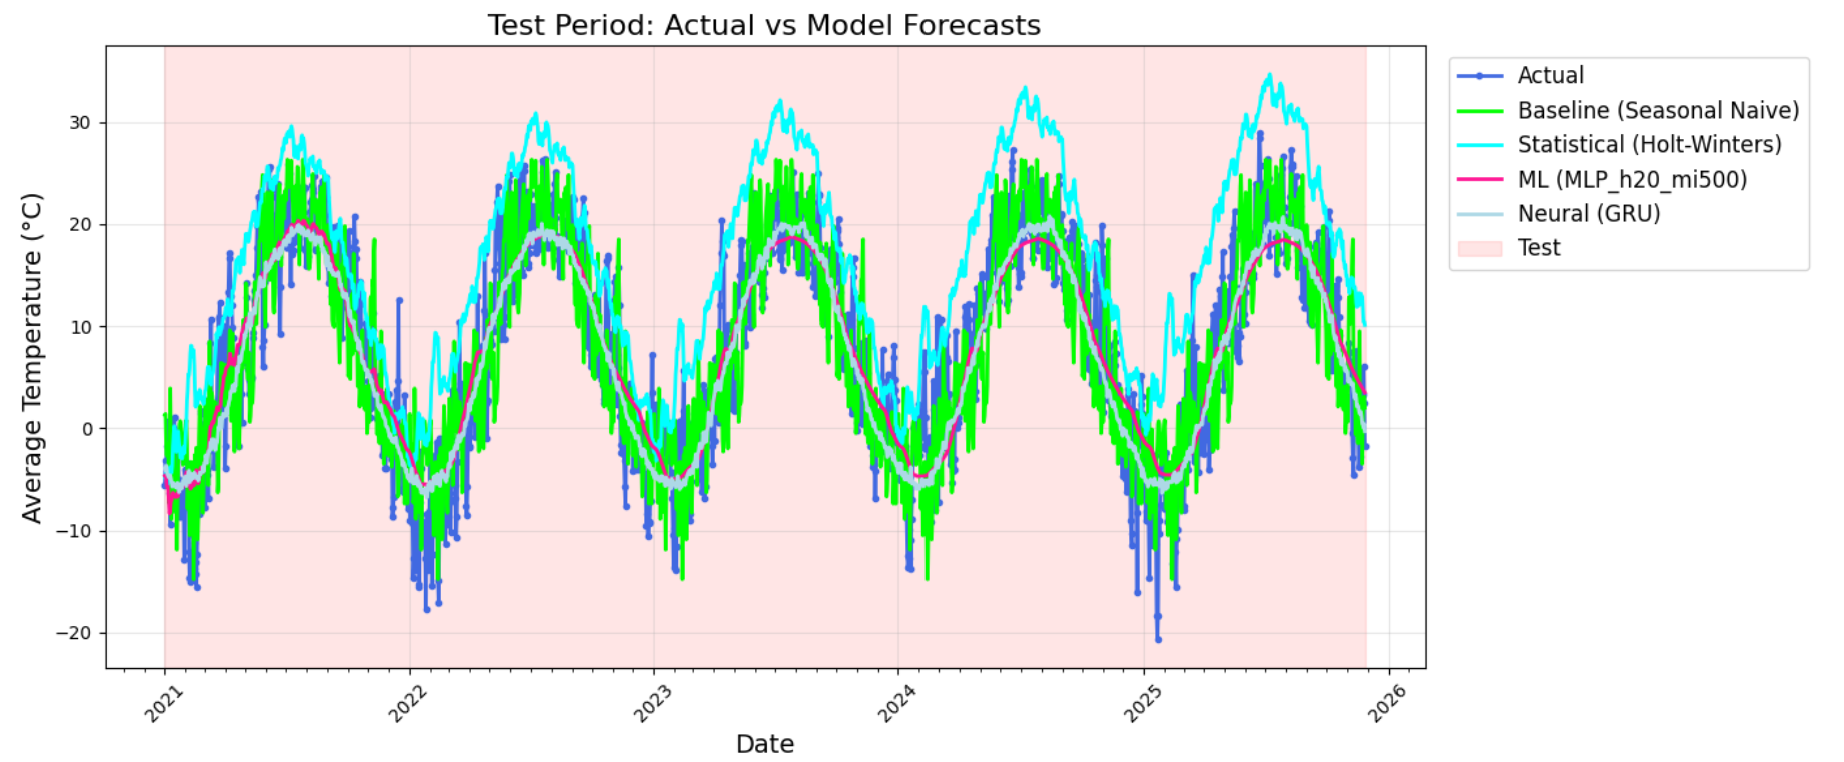 Test Period: Actual vs Model Forecasts
Average Temperature (°C)
30
20
10
0
−10
−20
2021
2022
2023
2024
2025
2026
Date
Actual
Baseline (Seasonal Naive)
Statistical (Holt-Winters)
ML (MLP_h20_mi500)
Neural (GRU)
Test